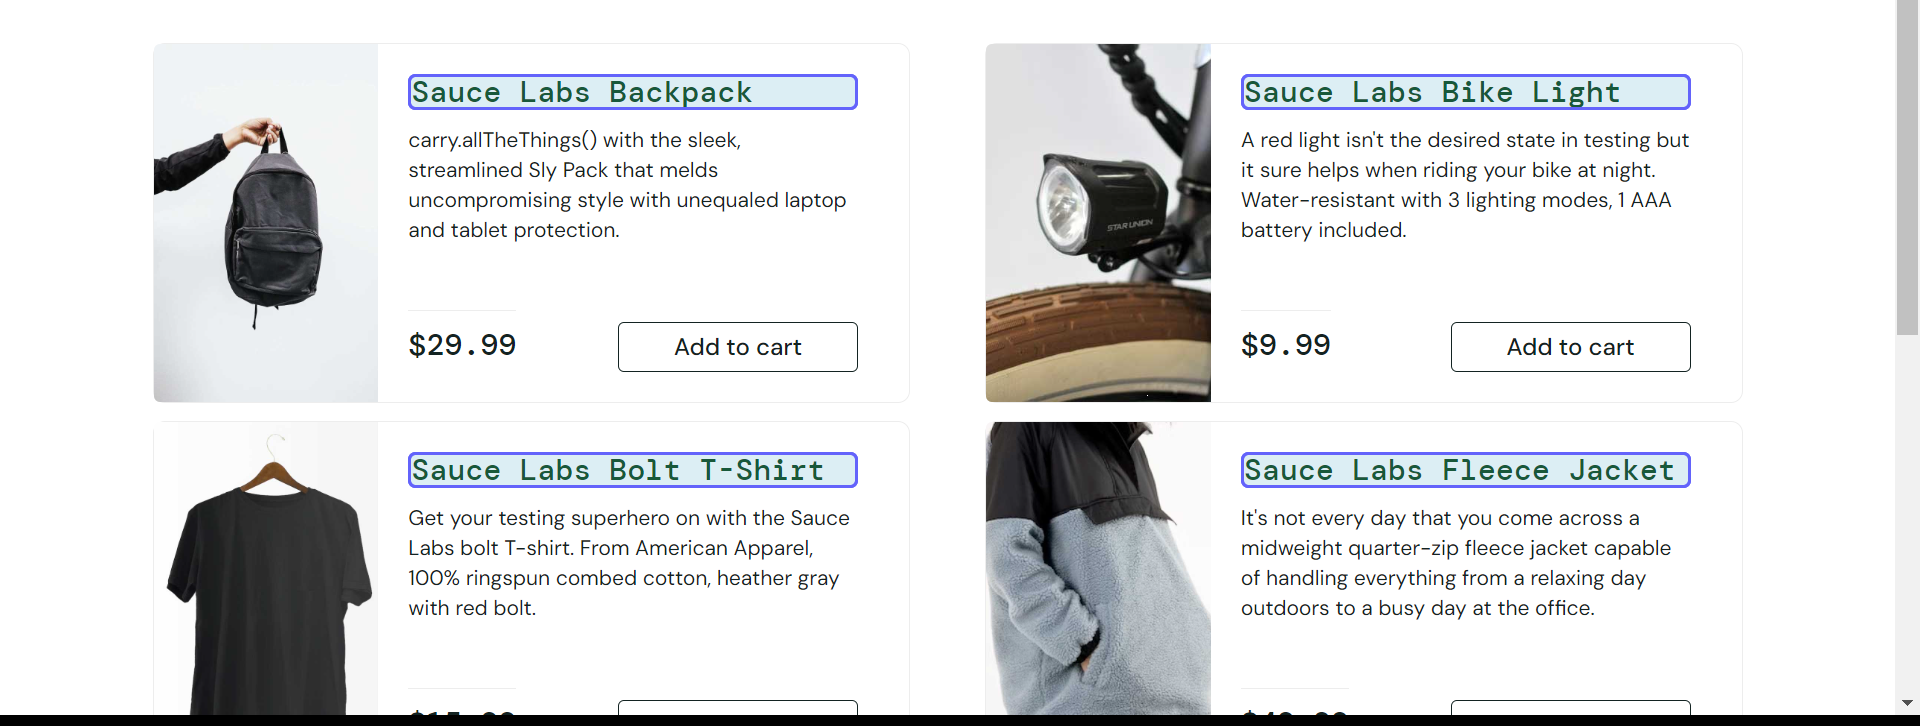 Sauce Labs Backpack
carry.allTheThings() with the sleek,
streamlined Sly Pack that melds
uncompromising style with unequaled laptop
and tablet protection.
$29.99
Add to cart
Sauce Labs Bike Light
A red light isn't the desired state in testing but
it sure helps when riding your bike at night.
Water-resistant with 3 lighting modes, 1 AAA
battery included.
STAR UNION
$9.99
Add to cart
Sauce Labs Bolt T-Shirt
Get your testing superhero on with the Sauce
Labs bolt T-shirt. From American Apparel,
100% ringspun combed cotton, heather gray
with red bolt.
Sauce Labs Fleece Jacket
It's not every day that you come across a
midweight quarter-zip fleece jacket capable
of handling everything from a relaxing day
outdoors to a busy day at the office.